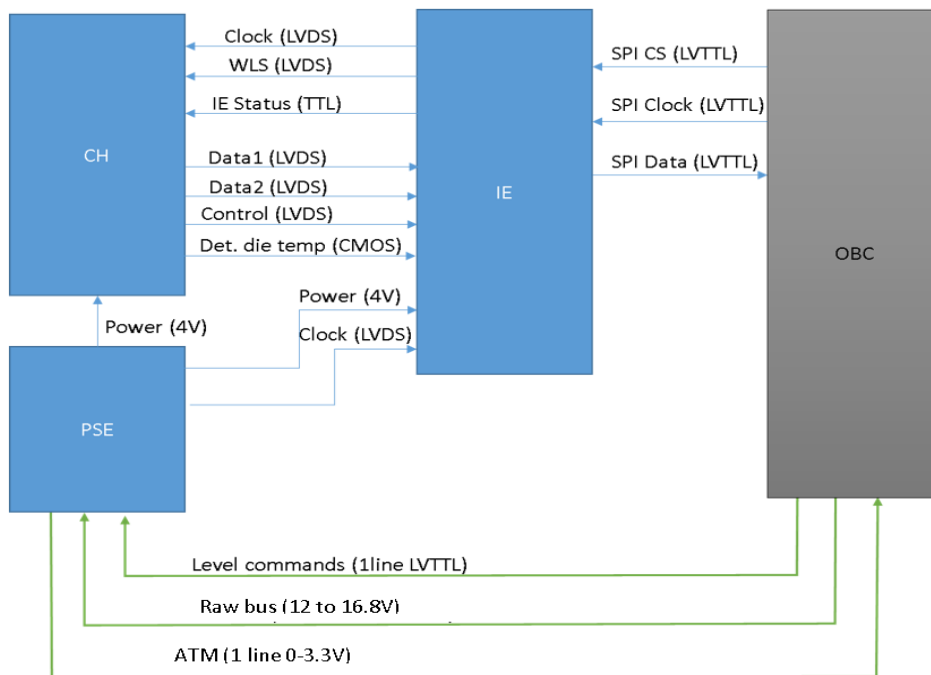 Clock (LVDS)
WLS (LVDS)
IE Status (TTL)
CH
Data1 (LVDS)
Data2 (LVDS)
Control (LVDS)
Det. die temp (CMOS)
IE
SPI CS (LVTTL)
SPI Clock (LVTTL)
SPI Data (LVTTL)
OBC
Power (4V)
Power (4V)
Clock (LVDS)
PSE
Level commands (1line LVTTL)
Raw bus (12 to 16.8V)
ATM (1 line 0-3.3V)